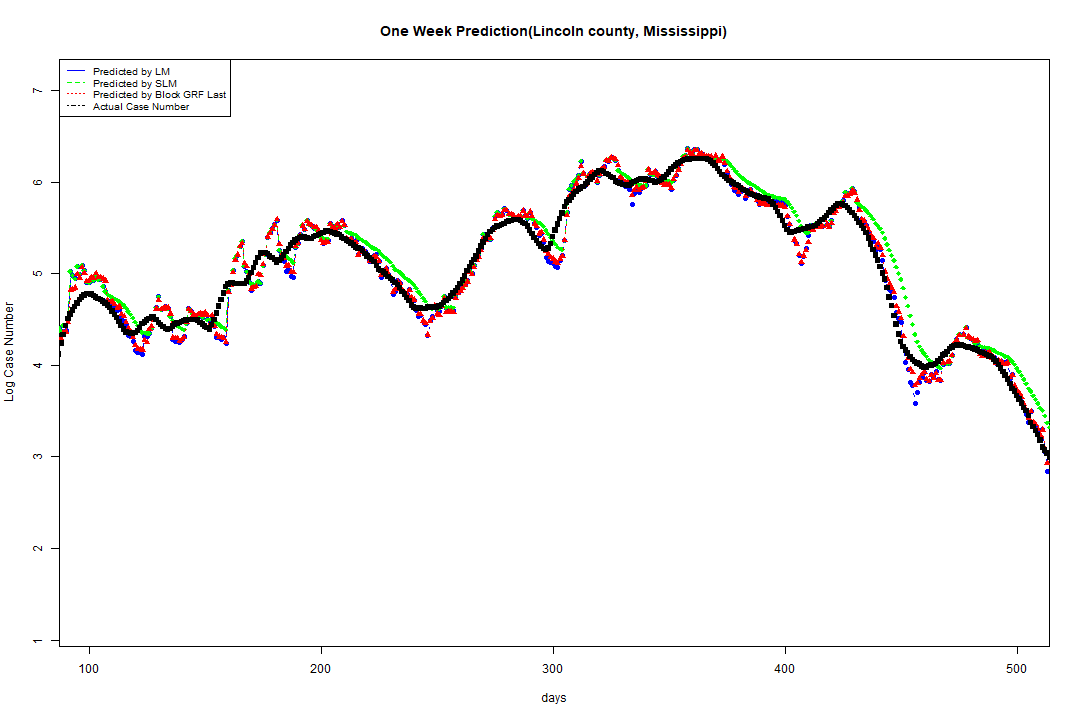 One Week Prediction(Lincoln county, Mississippi)
Predicted by LM
Predicted by SLM
Predicted by Block GRF Last
Actual Case Number
7
6
5
4
3
2
1
Log Case Number
100 200 300 400 500
days